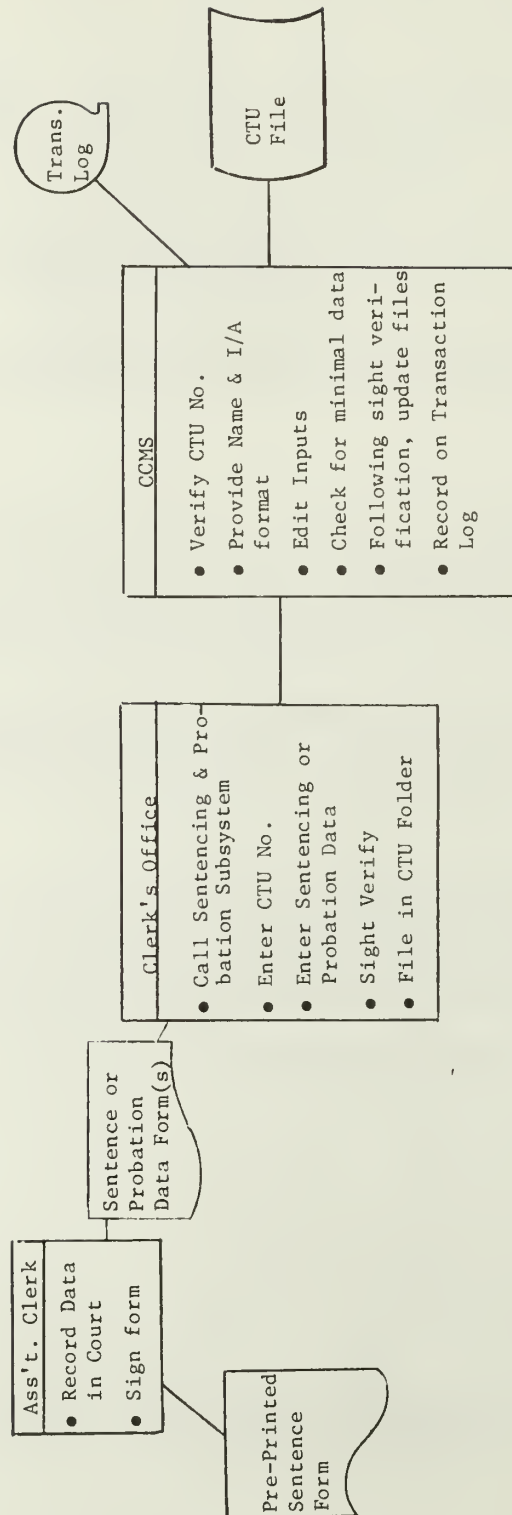 Ass't. Clerk
• Record Data
in Court
• Sign form
Pre-Printed
Sentence
Form
Sentence or
Probation
Data Form(s)
Clerk's Office
• Call Sentencing & Pro-
bation Subsystem
• Enter CTU No.
• Enter Sentencing or
Probation Data
• Sight Verify
• File in CTU Folder
CCMS
• Verify CTU No.
• Provide Name & I/A
format
• Edit Inputs
• Check for minimal data
• Following sight veri-
fication, update files
• Record on Transaction
Log
Trans.
Log
CTU
File